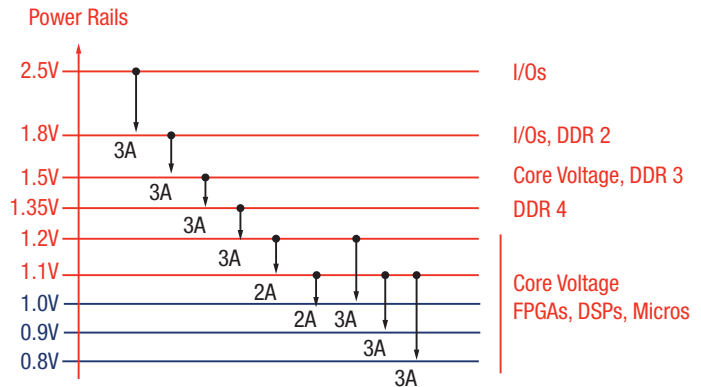 Power Rails
2.5V
I/Os
1.8V
I/Os, DDR 2
3A
1.5V
Core Voltage, DDR 3
3A
1.35V
DDR 4
3A
1.2V
3A
1.1V
Core Voltage
FPGAs, DSPs, Micros
2A
1.0V
2A
3A
0.9V
3A
0.8V
3A